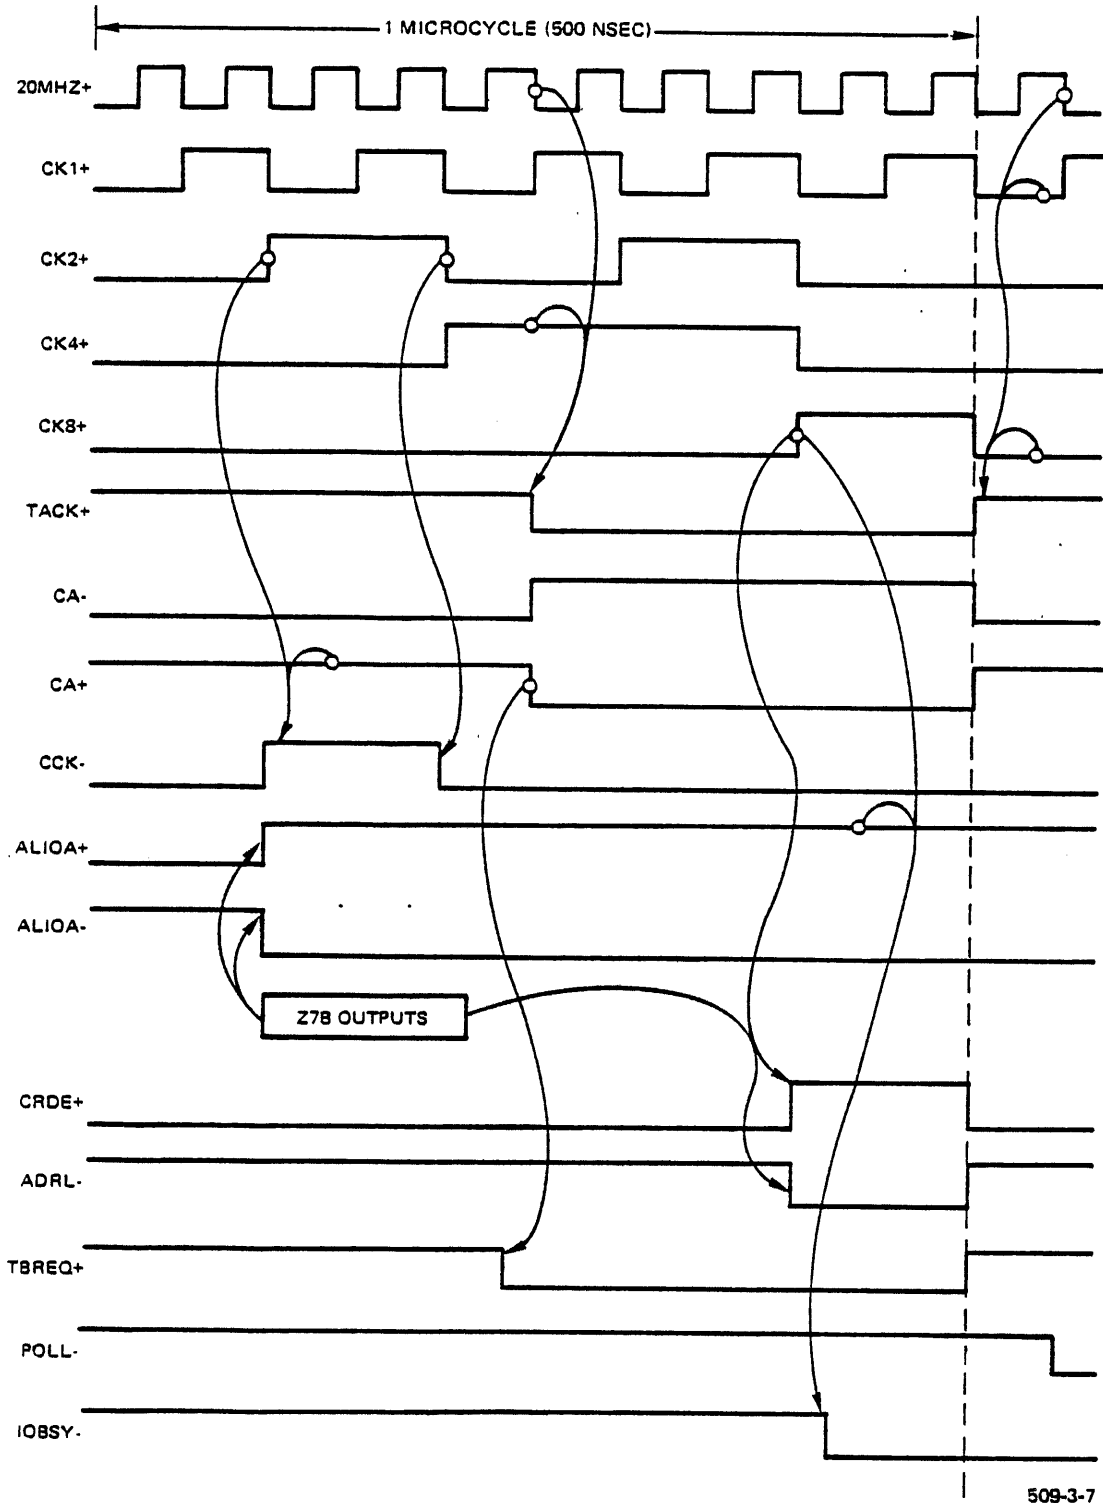 1 MICROCYCLE (500 NSEC)
20MHZ+
CK1+
CK2+
CK4+
CK8+
TACK+
CA-
CA+
CCK-
ALIOA+
ALIOA-
Z78 OUTPUTS
CRDE+
ADRL-
TBREQ+
POLL-
IOBSY-
509-3-7